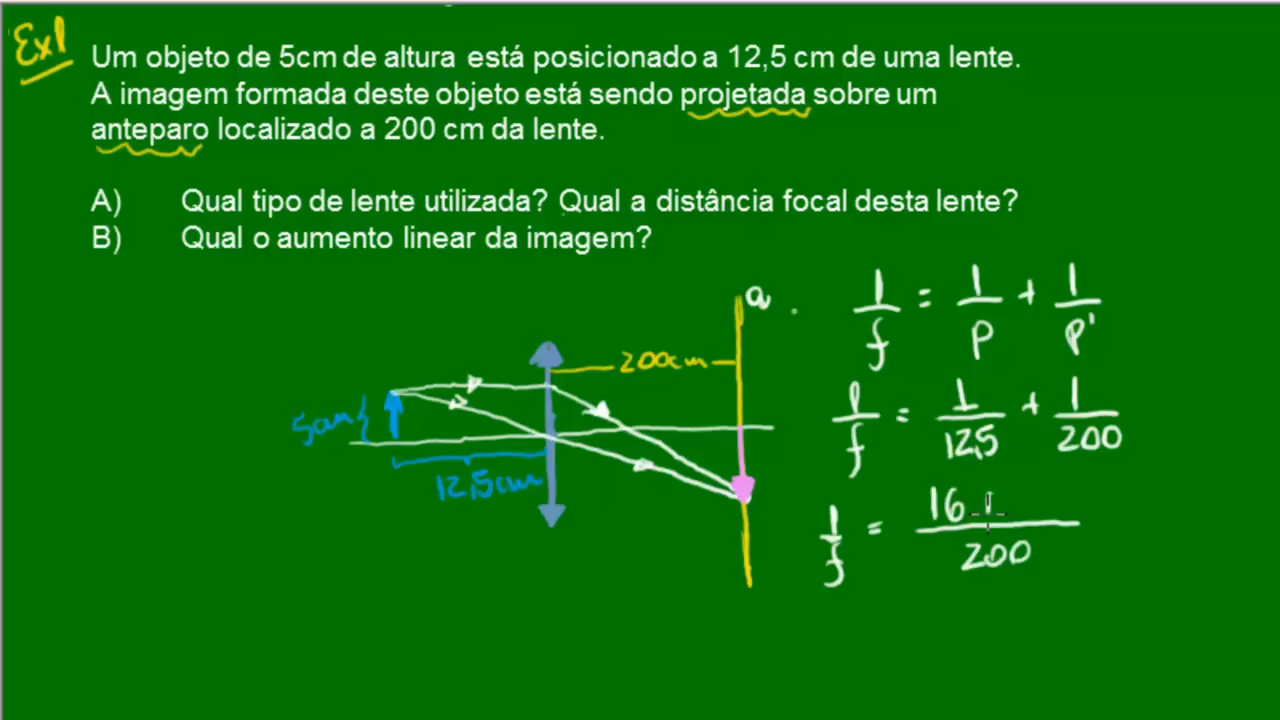 Ex1
Um objeto de 5cm de altura está posicionado a 12,5 cm de uma lente.
A imagem formada deste objeto está sendo projetada sobre um
anteparo localizado a 200 cm da lente.
A) Qual tipo de lente utilizada? Qual a distância focal desta lente?
B) Qual o aumento linear da imagem?
a
200cm
5cm
12,5cm
1/f = 1/p + 1/p'
1/f = 1/12,5 + 1/200
1/f = 16 + /200